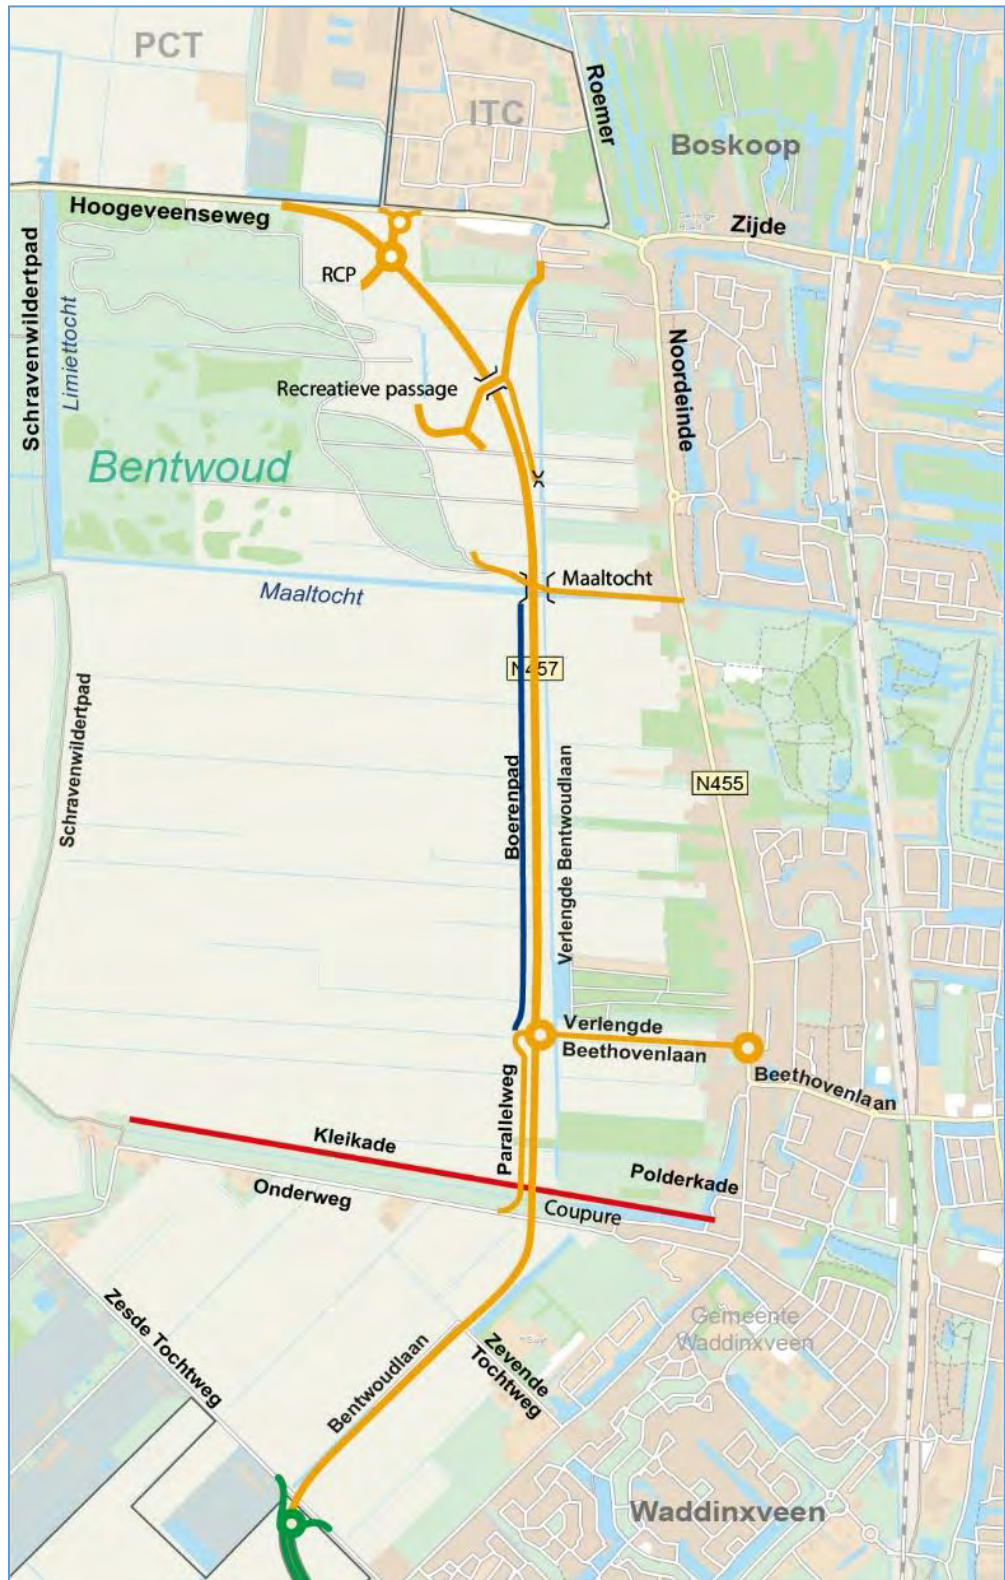 PCT
ITC
Roemer
Boskoop
Hoogeveenseweg
Zijde
RCP
Schravenwildertpad
Limiettocht
Noordeinde
Recreatieve passage
Bentwoud
Maaltocht
Maaltocht
N457
Schravenwildertpad
Boerenpad
Verlengde Bentwoudlaan
N455
Verlengde
Beethovenlaan
Beethovenlaan
Parallelweg
Kleikade
Polderkade
Onderweg
Coupure
Zesde Tochtweg
Bentwoudlaan
Zevende
Tochtweg
Gemeente
Waddinxveen
Waddinxveen